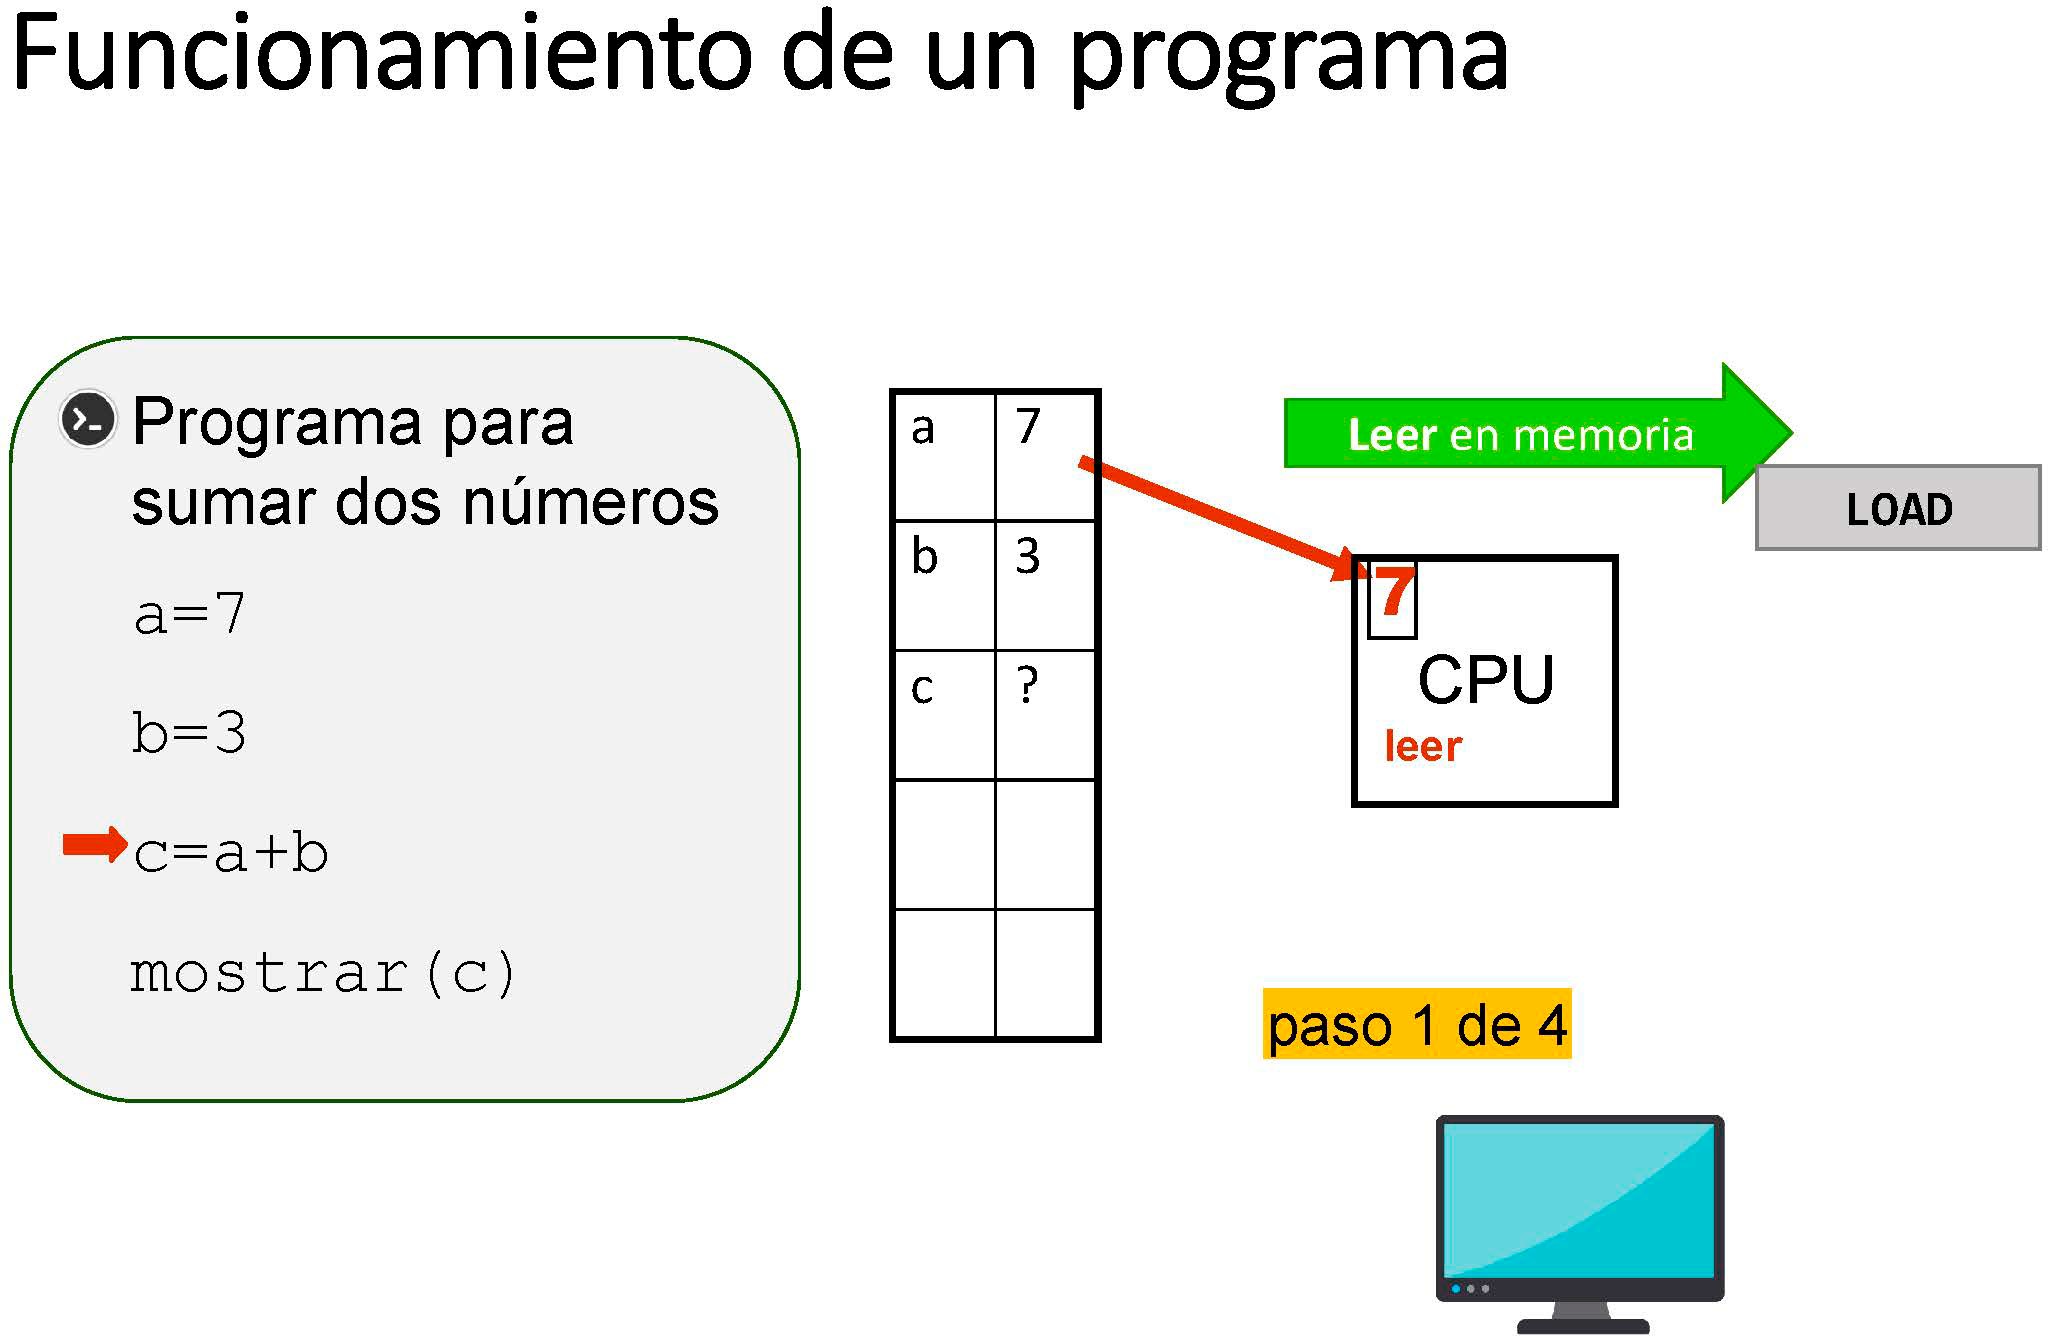 Funcionamiento de un programa
Programa para
sumar dos números
a=7
b=3
c=a+b
mostrar(c)
a 7
b 3
c ?
Leer en memoria
LOAD
7
CPU
leer
paso 1 de 4